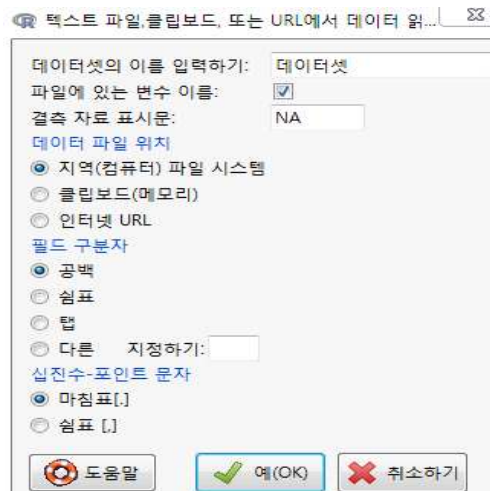 텍스트 파일,클립보드, 또는 URL에서 데이터 읽...
데이터셋의 이름 입력하기: 데이터셋
파일에 있는 변수 이름:
결측 자료 표시문: NA
데이터 파일 위치
지역(컴퓨터) 파일 시스템
클립보드(메모리)
인터넷 URL
필드 구분자
공백
쉼표
탭
다른 지정하기:
십진수-포인트 문자
마침표[.]
쉼표 [,]
도움말 예(OK) 취소하기